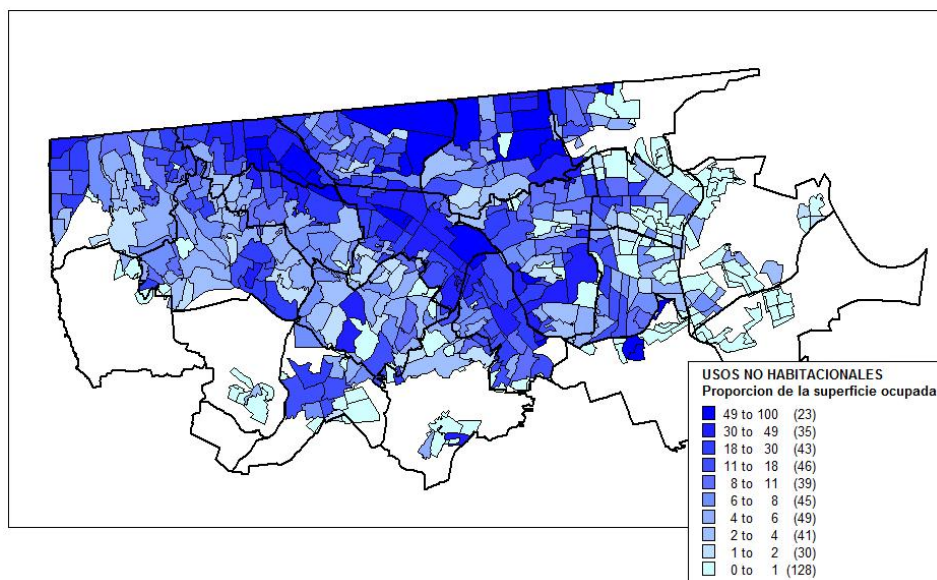 USOS NO HABITACIONALES
Proporcion de la superficie ocupada
49 to 100 (23)
30 to 49 (35)
18 to 30 (43)
11 to 18 (46)
8 to 11 (39)
6 to 8 (45)
4 to 6 (49)
2 to 4 (41)
1 to 2 (30)
0 to 1 (128)